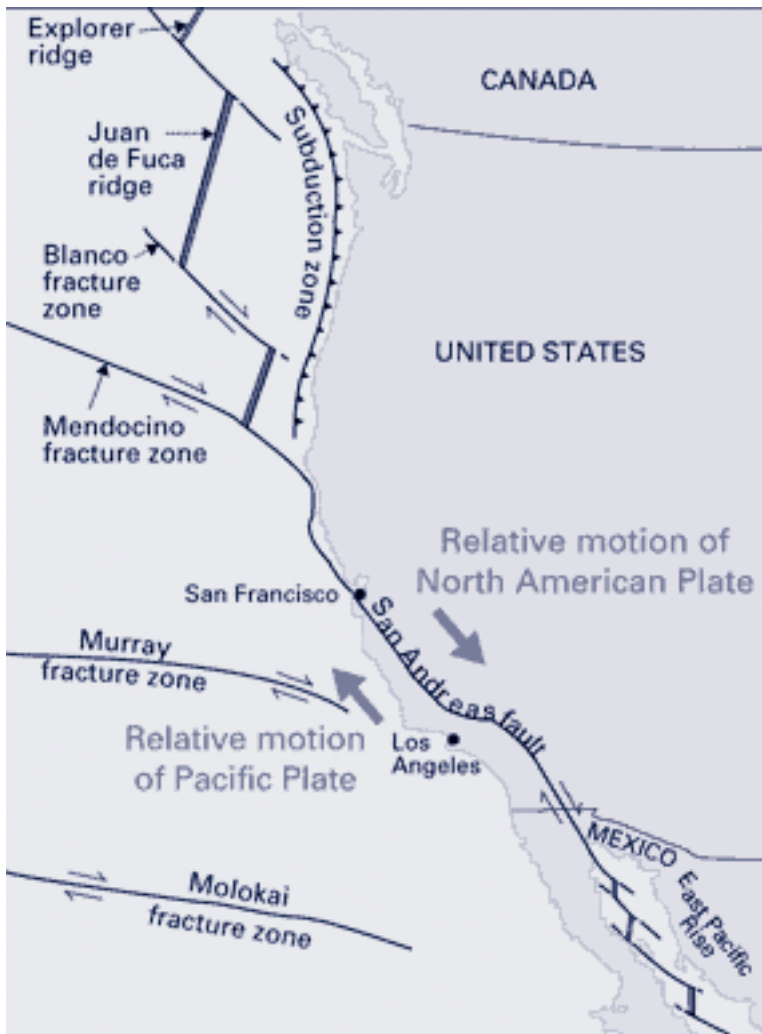 Explorer
ridge
CANADA
Juan
de Fuca
ridge
Subduction zone
Blanco
fracture
zone
UNITED STATES
Mendocino
fracture zone
Relative motion of
North American Plate
San Francisco
San Andreas fault
Murray
fracture zone
Relative motion
of Pacific Plate
Los
Angeles
MEXICO
East Pacific
Rise
Molokai
fracture zone